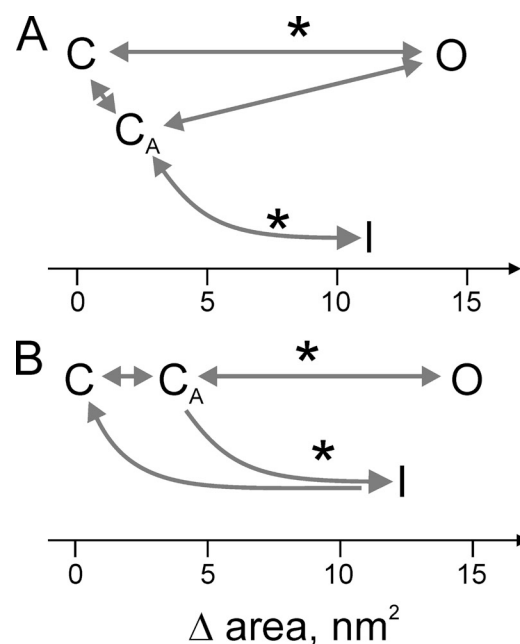 A
C * O
C_A
* I
0 5 10 15
B
C C_A * O
* I
0 5 10 15
Δ area, nm²